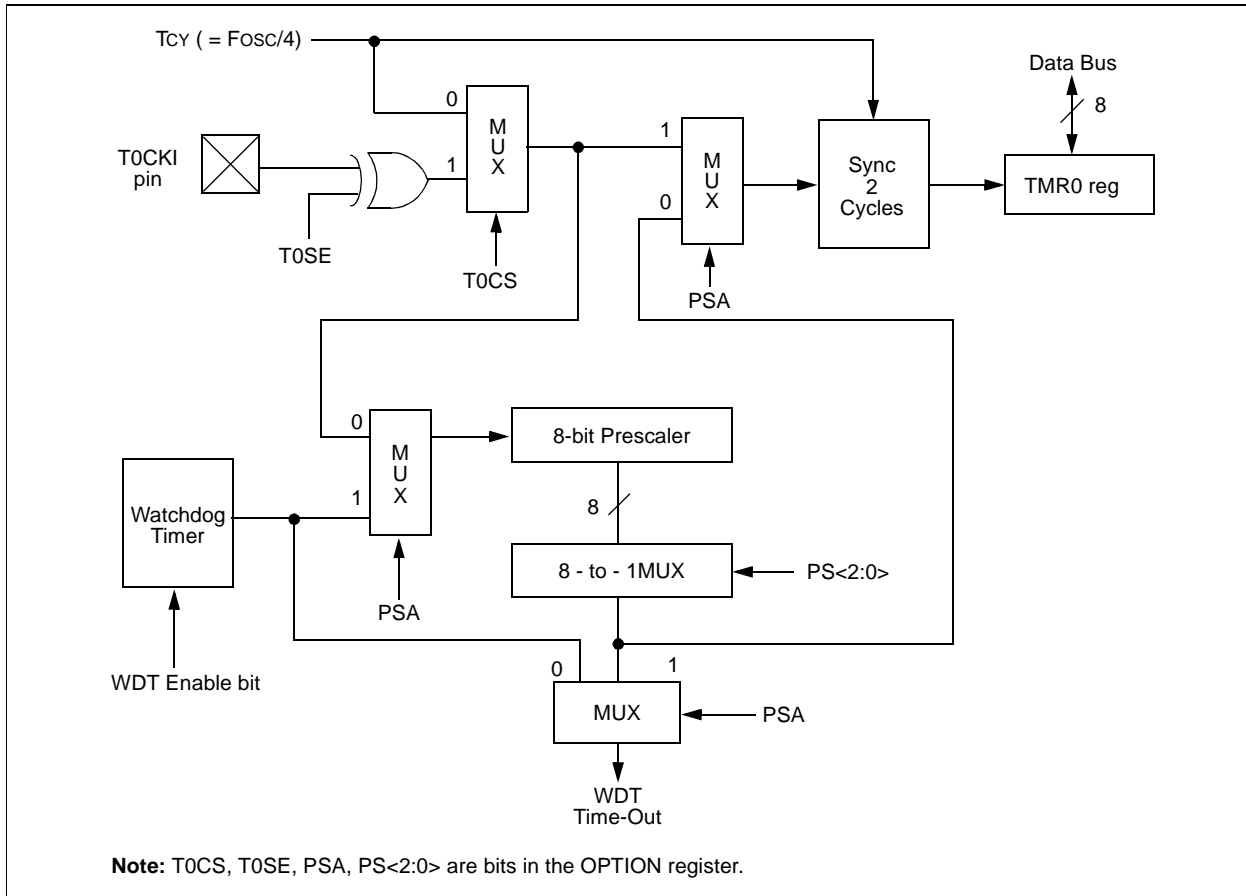 TCY ( = FOSC/4)
Data Bus
8
0
MUX
1
T0CKI
pin
T0SE
T0CS
1
MUX
0
PSA
Sync
2
Cycles
TMR0 reg
0
MUX
1
8-bit Prescaler
8
Watchdog
Timer
8 - to - 1MUX
PS<2:0>
PSA
WDT Enable bit
0
1
MUX
PSA
WDT
Time-Out
Note: T0CS, T0SE, PSA, PS<2:0> are bits in the OPTION register.